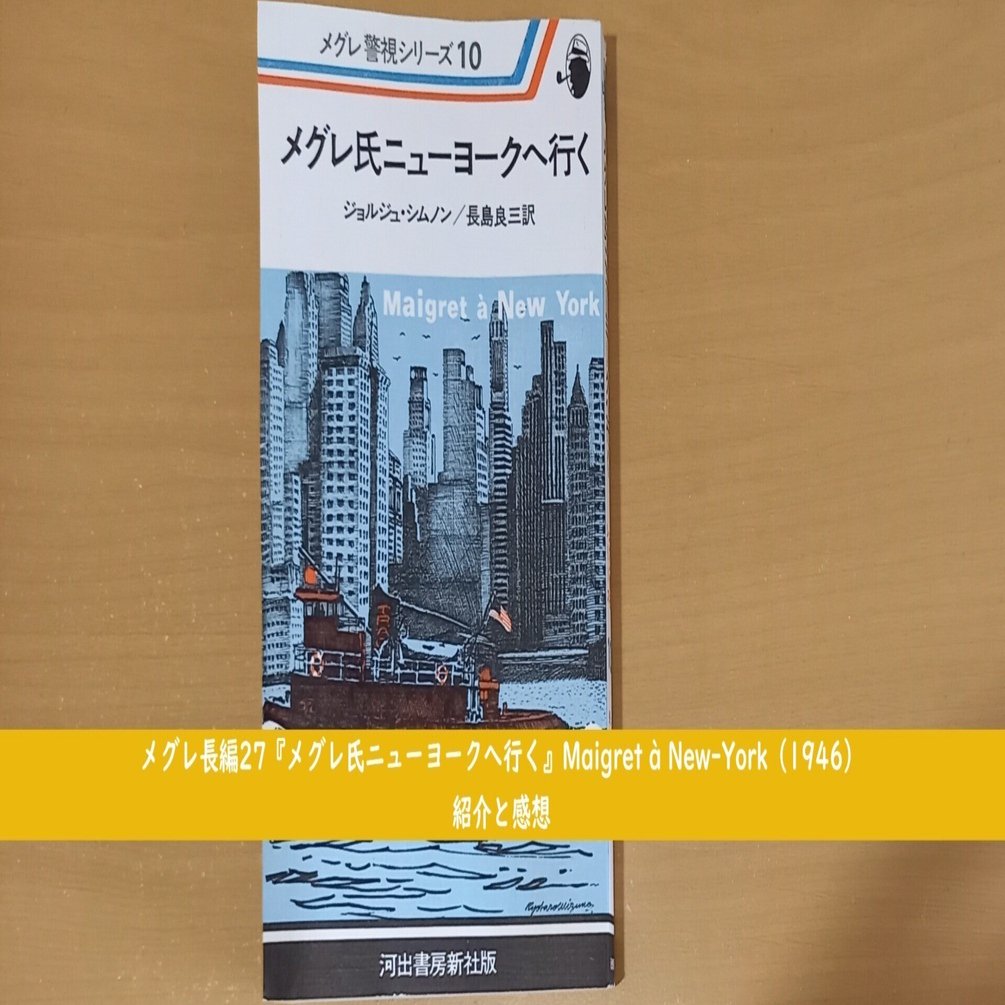 メグレ警視シリーズ10
メグレ氏ニューヨークへ行く
ジョルジュ・シムノン/長島良三訳
Maigret à New York
メグレ長編27『メグレ氏ニューヨークへ行く』Maigret à New-York（1946）
紹介と感想
河出書房新社版